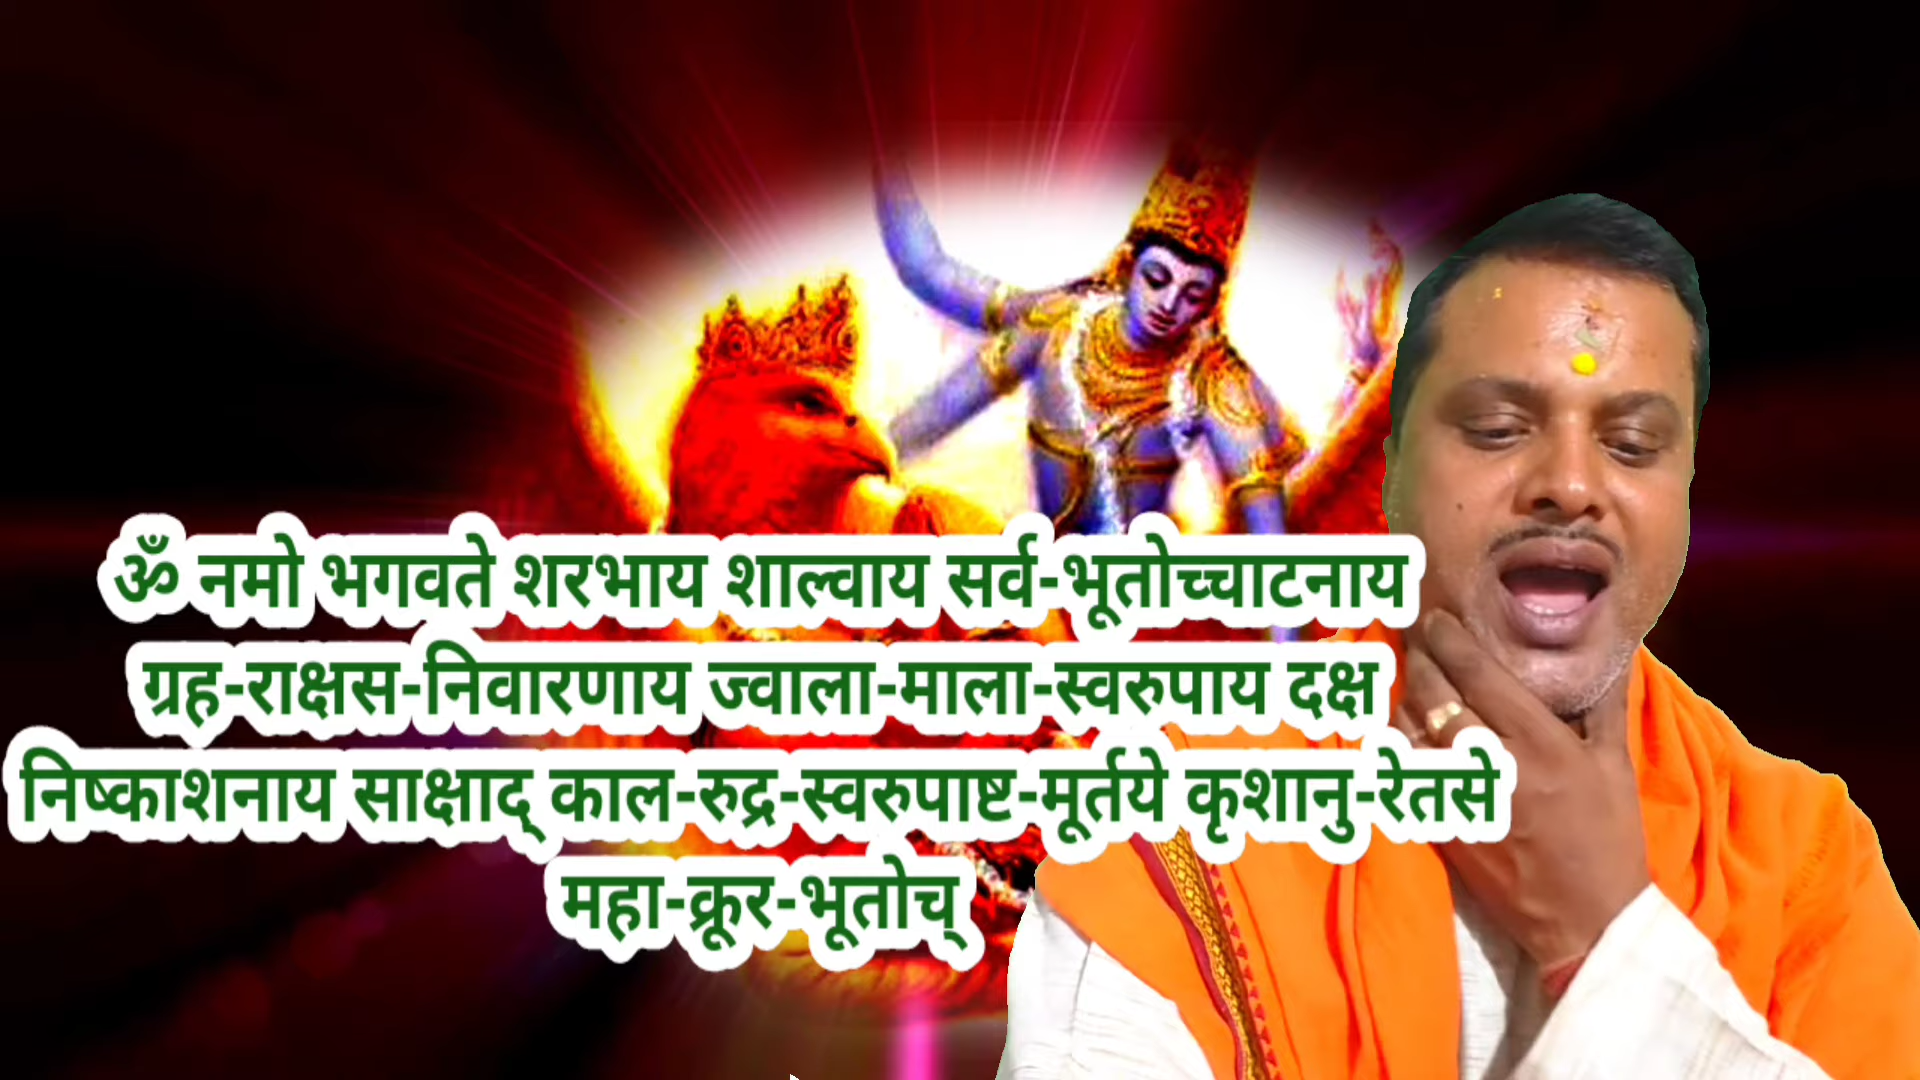 ॐ नमो भगवते शरभाय शाल्वाय सर्व-भूतोच्चाटनाय
ग्रह-राक्षस-निवारणाय ज्वाला-माला-स्वरुपाय दक्ष
निष्काशनाय साक्षाद् काल-रुद्र-स्वरुपाष्ट-मूर्तये कृशानु-रेतसे
महा-क्रूर-भूतोच्